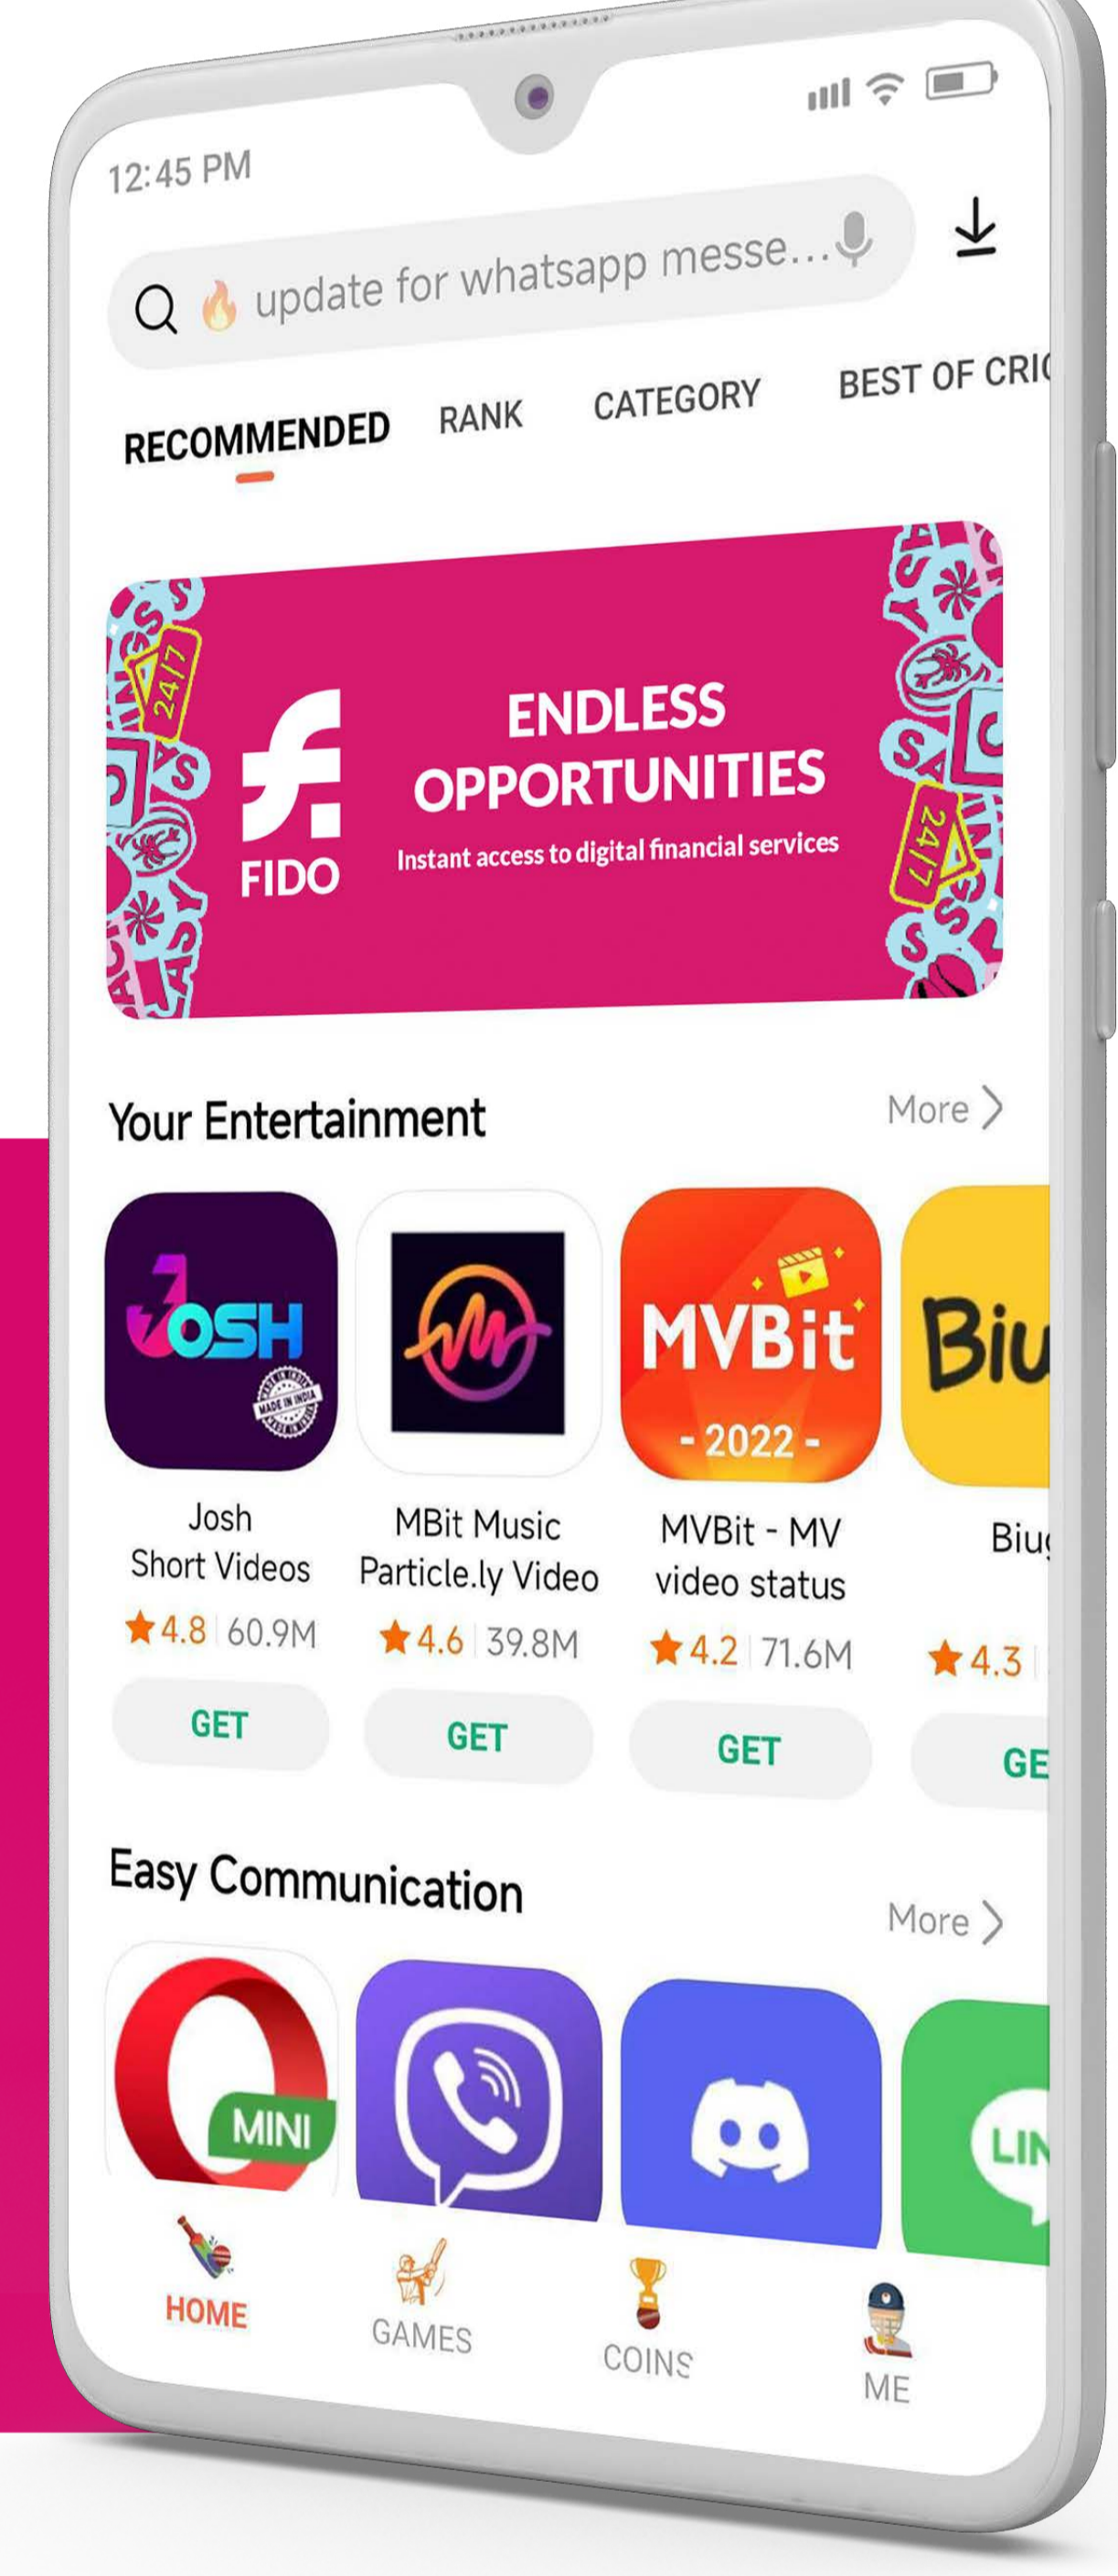 12:45 PM
🔥 update for whatsapp messe...
RECOMMENDED RANK CATEGORY BEST OF CRIC
24/7
FIDO
ENDLESS
OPPORTUNITIES
Instant access to digital financial services
24/7
Your Entertainment More
JOSH
MADE IN INDIA
MVBit
- 2022 -
Biu
Josh
Short Videos
4.8 60.9M
GET
MBit Music
Particle.ly Video
4.6 39.8M
GET
MVBit - MV
video status
4.2 71.6M
GET
Biug
4.3
GE
Easy Communication More
MINI
LIN
HOME GAMES COINS ME